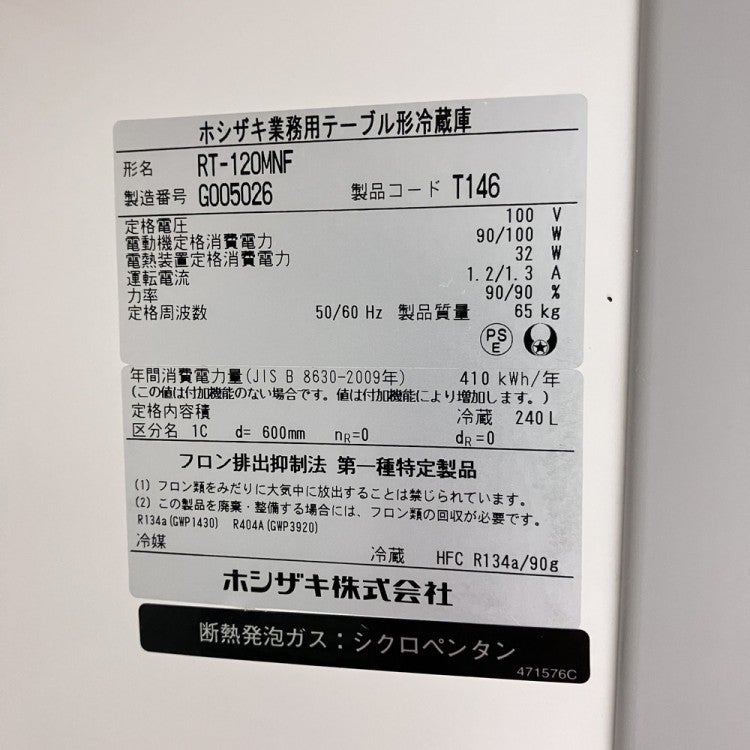 ホシザキ業務用テーブル形冷蔵庫
形名 RT-120MNF
製造番号 G005026 製品コード T146
定格電圧 100 V
電動機定格消費電力 90/100 W
電熱装置定格消費電力 32 W
運転電流 1.2/1.3 A
力率 90/90 %
定格周波数 50/60 Hz 製品質量 65 kg
PS
E
年間消費電力量(JIS B 8630-2009年) 410 kWh/年
(この値は付加機能のない場合です。値は付加機能により増加します。)
定格内容積 冷蔵 240 L
区分名 1C d= 600mm nR=0 dR=0
フロン排出抑制法 第一種特定製品
(1) フロン類をみだりに大気中に放出することは禁じられています。
(2) この製品を廃棄・整備する場合には、フロン類の回収が必要です。
R134a(GWP1430) R404A(GWP3920)
冷媒 冷蔵 HFC R134a/90g
ホシザキ株式会社
断熱発泡ガス:シクロペンタン
471576C